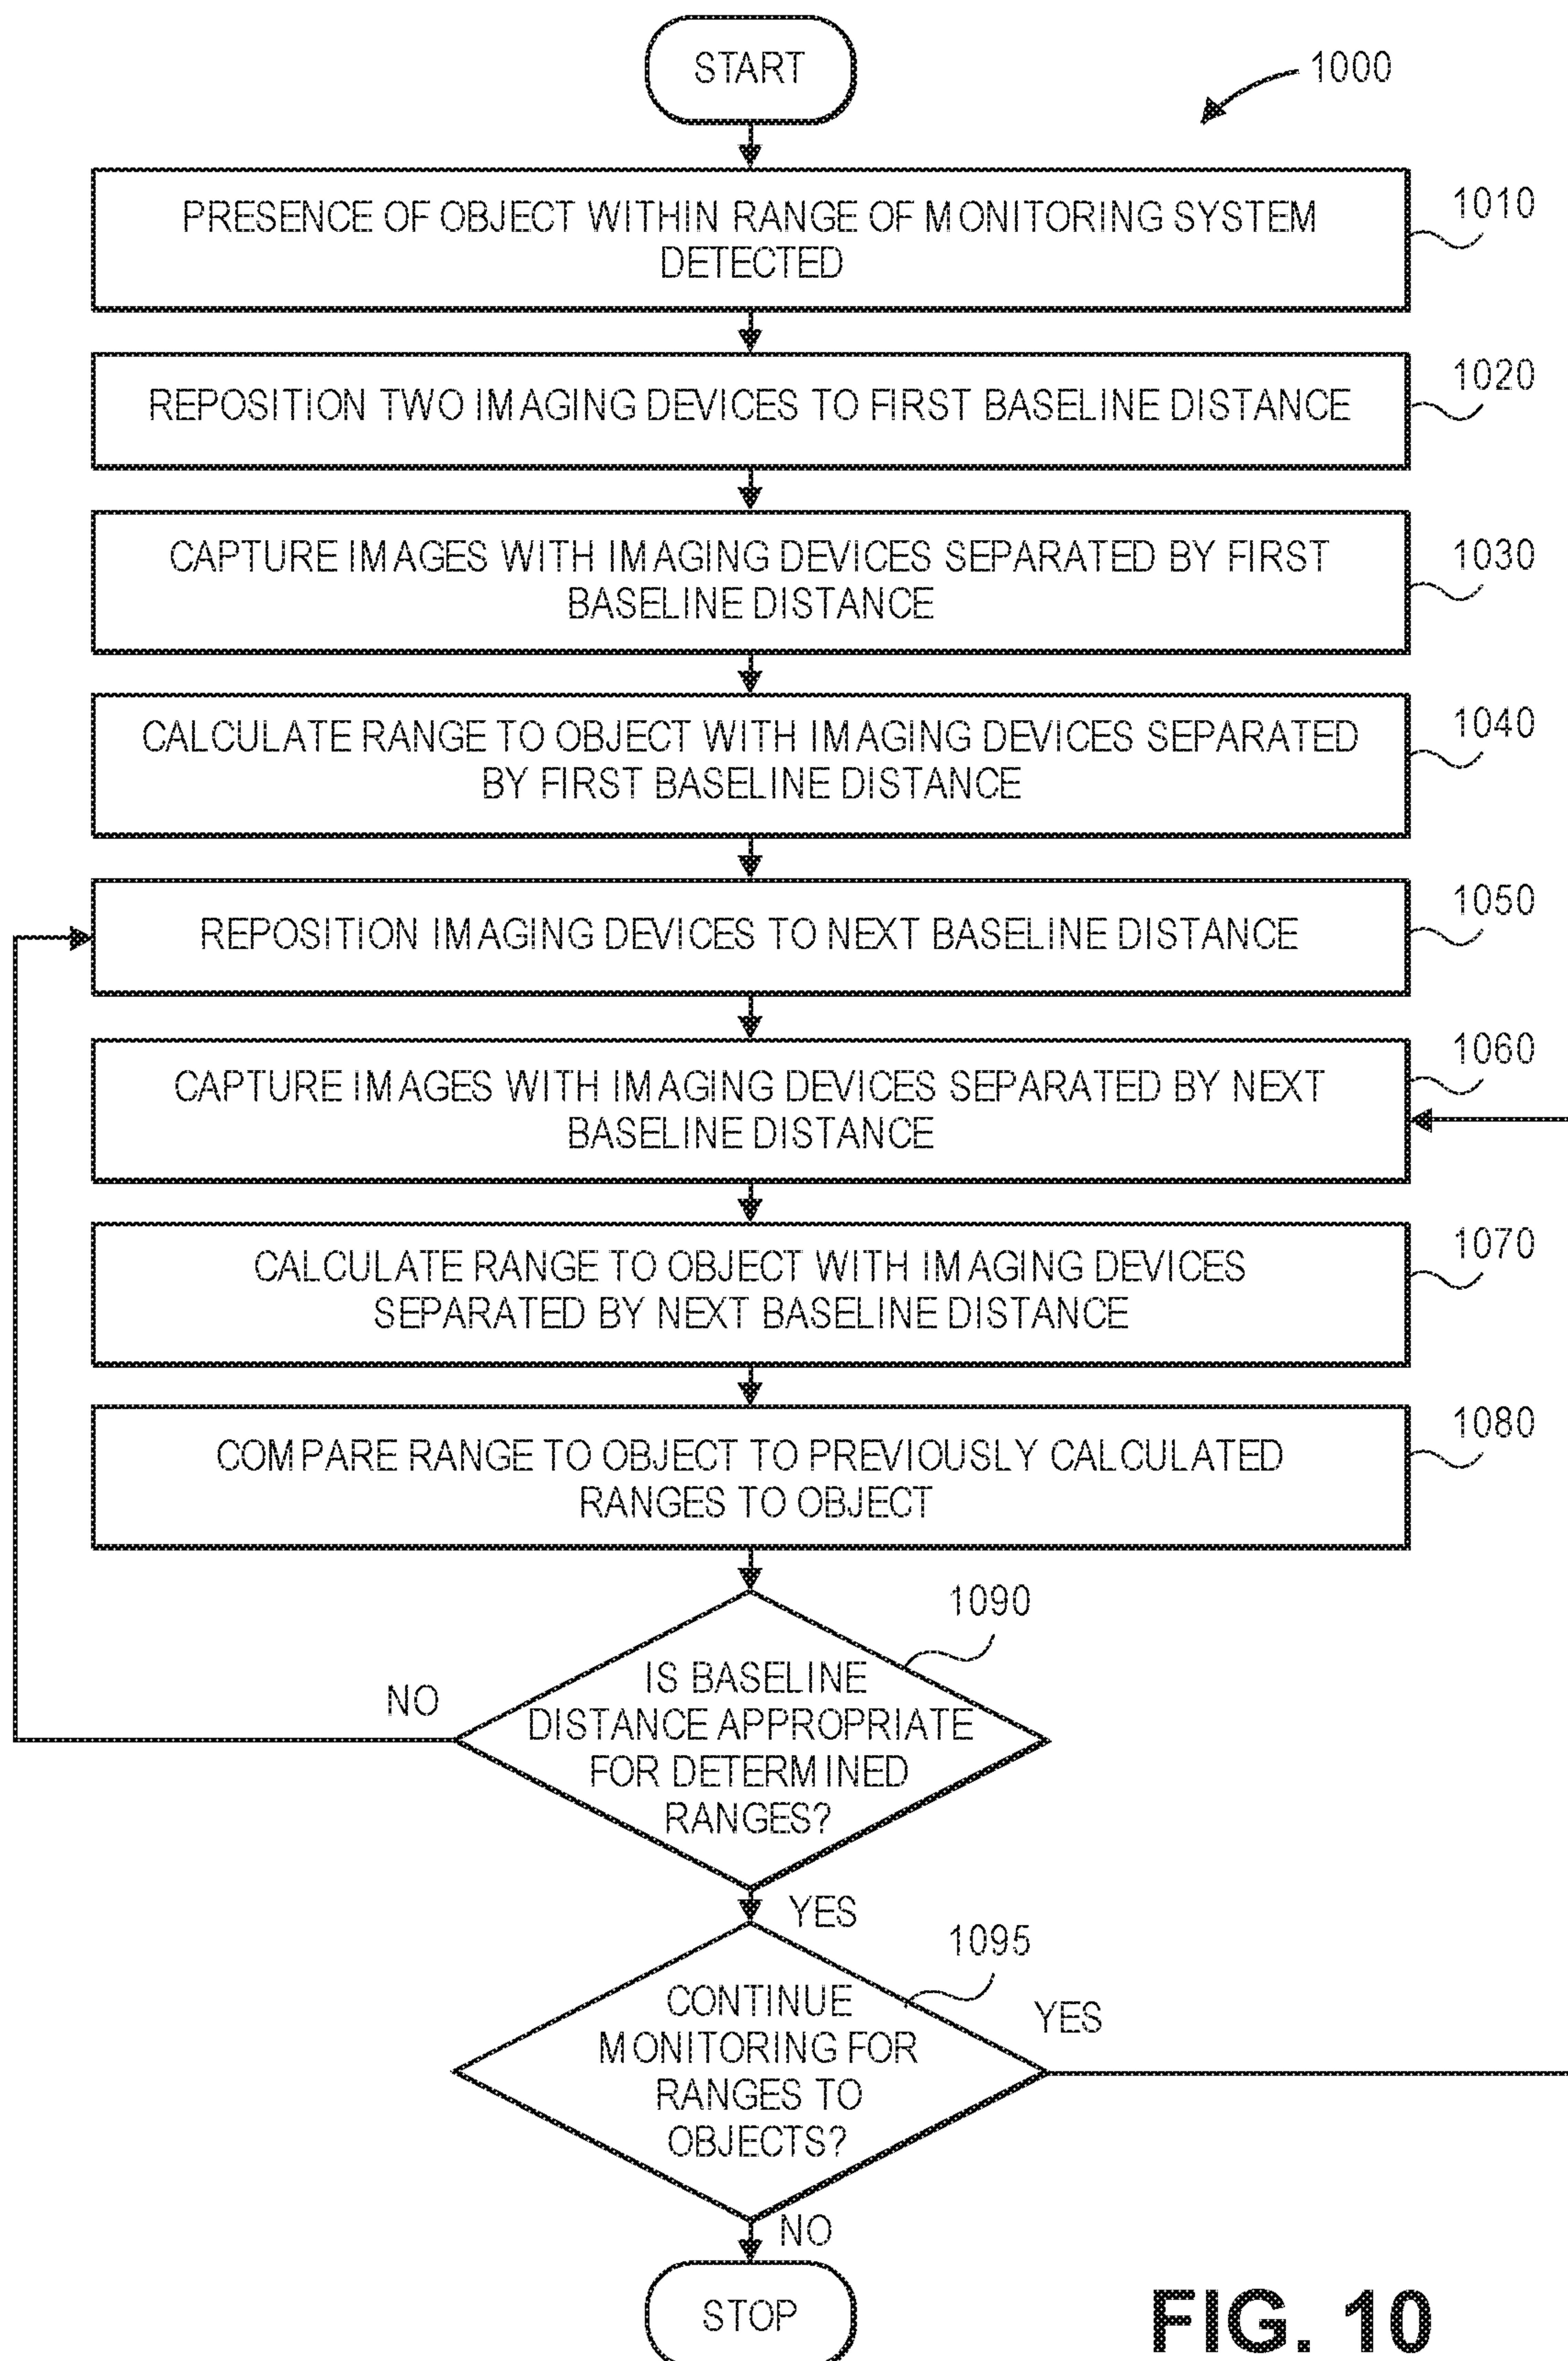 START
1000
PRESENCE OF OBJECT WITHIN RANGE OF MONITORING SYSTEM
DETECTED
1010
REPOSITION TWO IMAGING DEVICES TO FIRST BASELINE DISTANCE
1020
CAPTURE IMAGES WITH IMAGING DEVICES SEPARATED BY FIRST
BASELINE DISTANCE
1030
CALCULATE RANGE TO OBJECT WITH IMAGING DEVICES SEPARATED
BY FIRST BASELINE DISTANCE
1040
REPOSITION IMAGING DEVICES TO NEXT BASELINE DISTANCE
1050
CAPTURE IMAGES WITH IMAGING DEVICES SEPARATED BY NEXT
BASELINE DISTANCE
1060
CALCULATE RANGE TO OBJECT WITH IMAGING DEVICES
SEPARATED BY NEXT BASELINE DISTANCE
1070
COMPARE RANGE TO OBJECT TO PREVIOUSLY CALCULATED
RANGES TO OBJECT
1080
1090
IS BASELINE
DISTANCE APPROPRIATE
FOR DETERMINED
RANGES?
NO
YES
1095
CONTINUE
MONITORING FOR
RANGES TO
OBJECTS?
YES
NO
STOP
FIG. 10